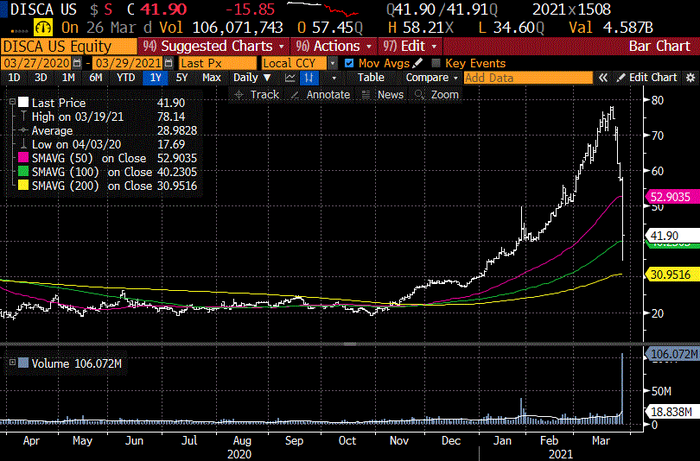 DISCA US $ S C 41.90 -15.85 Q41.90/41.91Q 2021x1508
On 26 Mar d Vol 106,071,743 O 57.45Q H 58.21Q L 34.60Q Val 4.587B
DISCA US Equity 94) Suggested Charts 96) Actions 97) Edit Bar Chart
03/27/2020 - 03/29/2021 Last Px Local CCY Mov Avgs Key Events
1D 3D 1M 6M YTD 1Y 5Y Max Daily Table Compare Add Data Edit Chart
Track Annotate News Zoom
Last Price 41.90
High on 03/19/21 78.14
Average 28.9828
Low on 04/03/20 17.69
SMAVG (50) on Close 52.9035
SMAVG (100) on Close 40.2305
SMAVG (200) on Close 30.9516
80
70
60
52.9035
50
41.90
40.2305
30.9516
20
Volume 106.072M
106.072M
50M
18.838M
0
Apr May Jun Jul Aug Sep Oct Nov Dec Jan Feb Mar
2020 2021